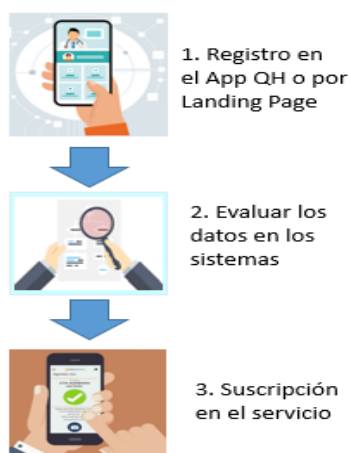 1. Registro en
el App QH o por
Landing Page
2. Evaluar los
datos en los
sistemas
3. Suscripción
en el servicio